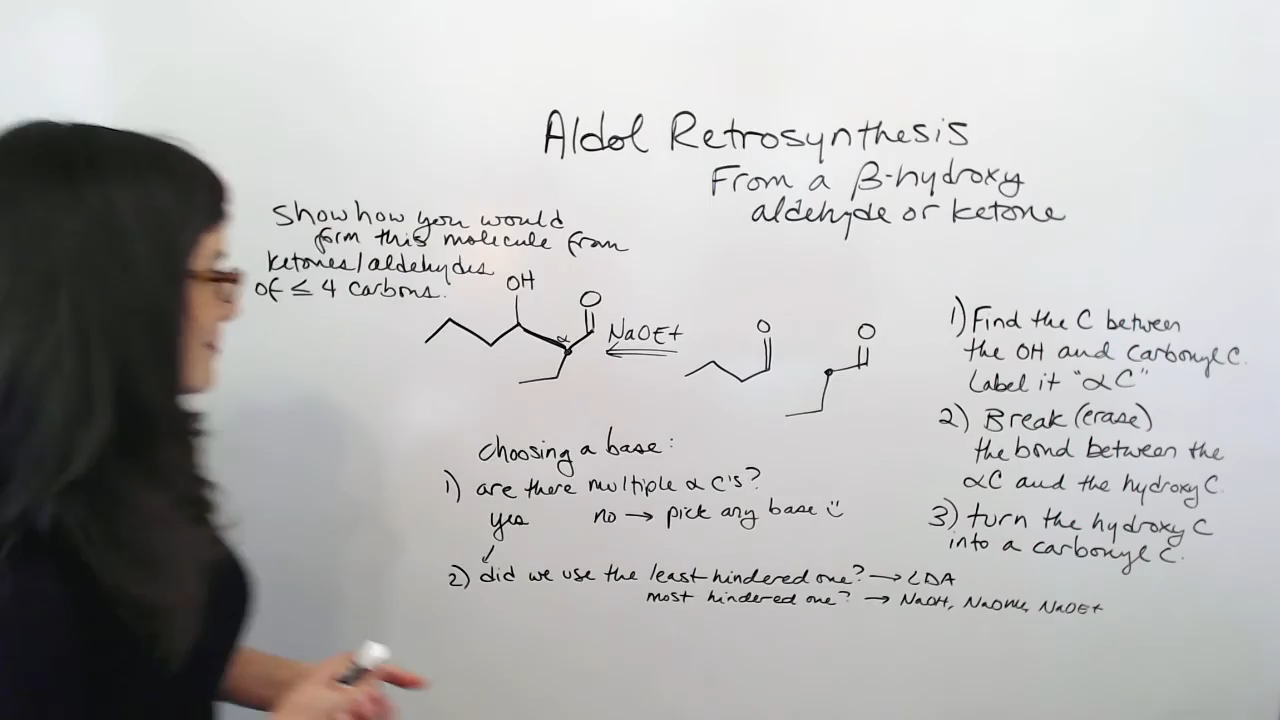 Aldol Retrosynthesis
From a β-hydroxy
aldehyde or ketone
Show how you would
form this molecule from
ketones/aldehydes
of ≤ 4 carbons.
OH
O
α
NaOEt
O
O
1) Find the C between
the OH and carbonyl C.
Label it "α C"
2) Break (erase)
the bond between the
αC and the hydroxy C.
3) turn the hydroxy C
into a carbonyl C.
choosing a base:
1) are there multiple α C's?
yes no → pick any base :)
2) did we use the least hindered one? → LDA
most hindered one? → NaOH, NaOMe, NaOEt